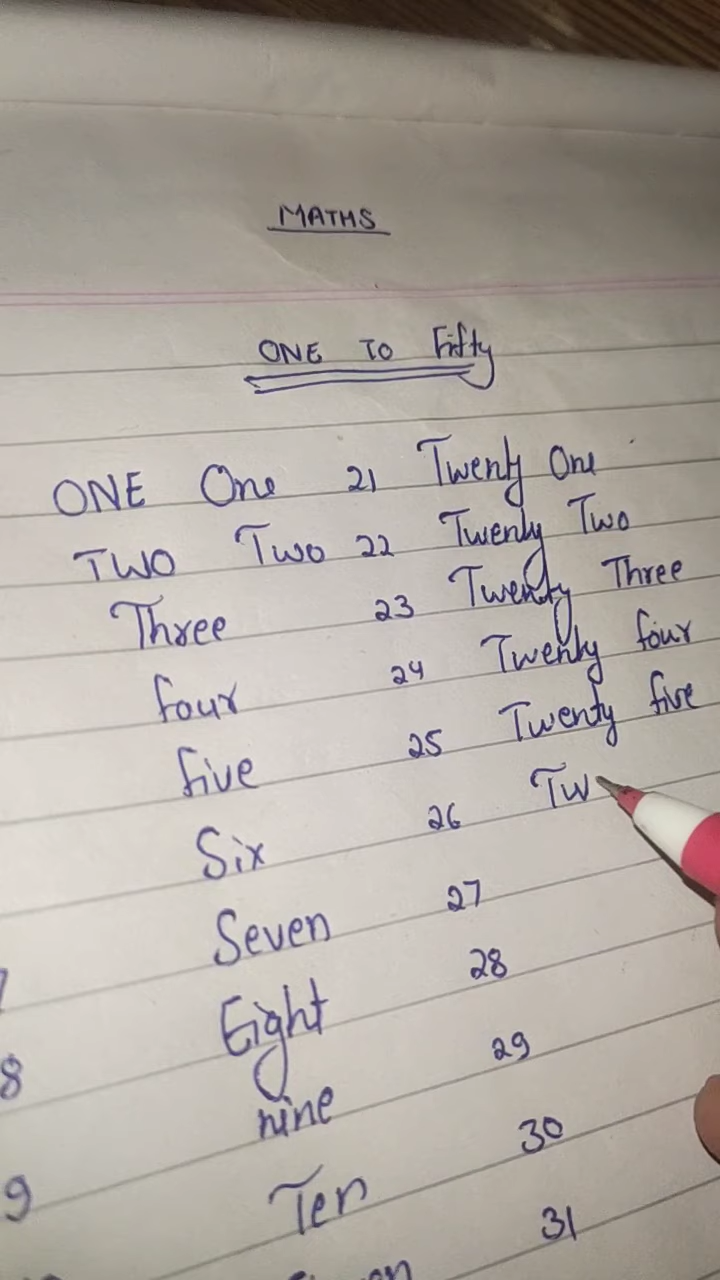 MATHS
ONE TO Fifty
ONE One 21 Twenty One
TWO Two 22 Twenty Two
Three 23 Twenty Three
four 24 Twenty four
five 25 Twenty five
Six 26 Tw
Seven 27
8 Eight 28
9 nine 29
Ten 30
31